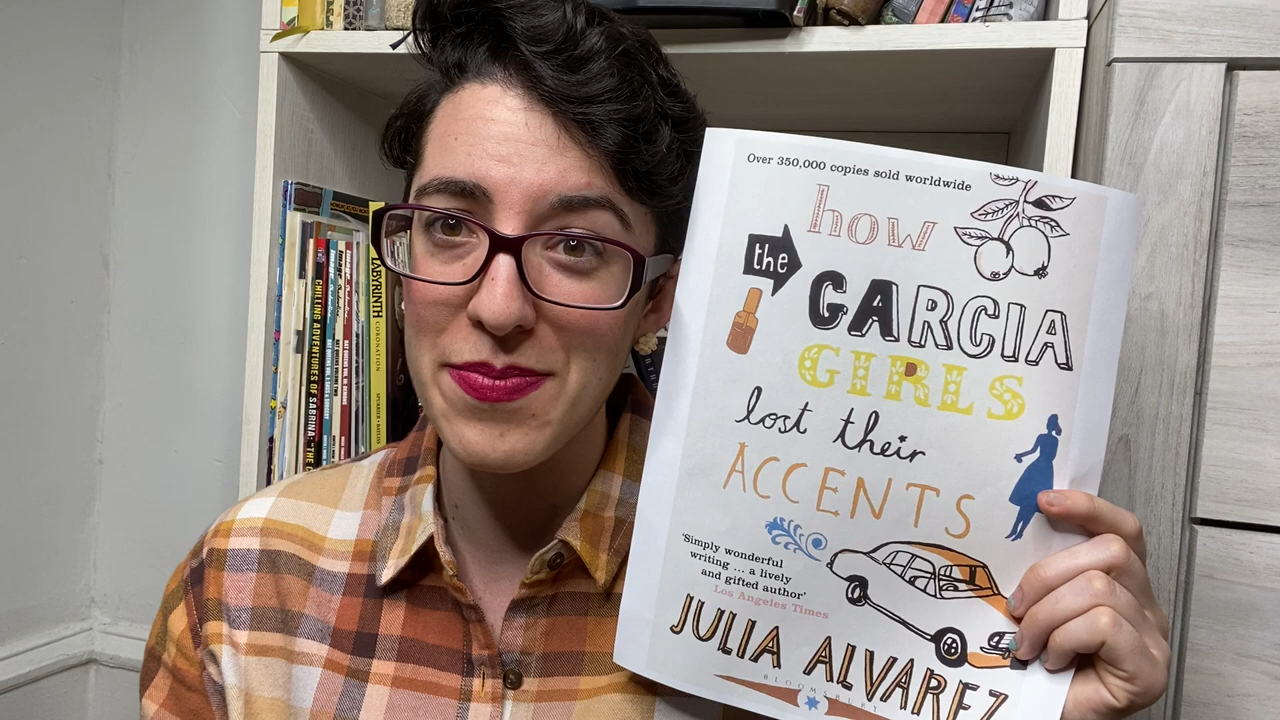 Over 350,000 copies sold worldwide
how
the
GARCIA
GIRLS
lost their
ACCENTS
'Simply wonderful
writing ... a lively
and gifted author'
Los Angeles Times
JULIA ALVAREZ
BLOOMSBURY
CHILLING ADVENTURES OF SABRINA:
LABYRINTH
CORONATION